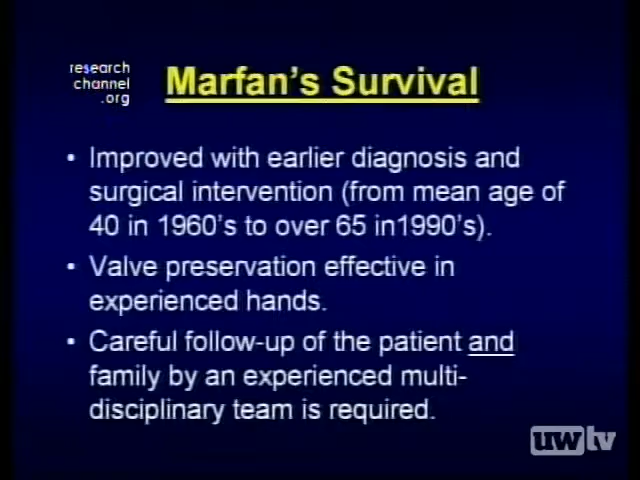 research
channel
.org
Marfan's Survival
• Improved with earlier diagnosis and
surgical intervention (from mean age of
40 in 1960's to over 65 in1990's).
• Valve preservation effective in
experienced hands.
• Careful follow-up of the patient and
family by an experienced multi-
disciplinary team is required.
uwtv